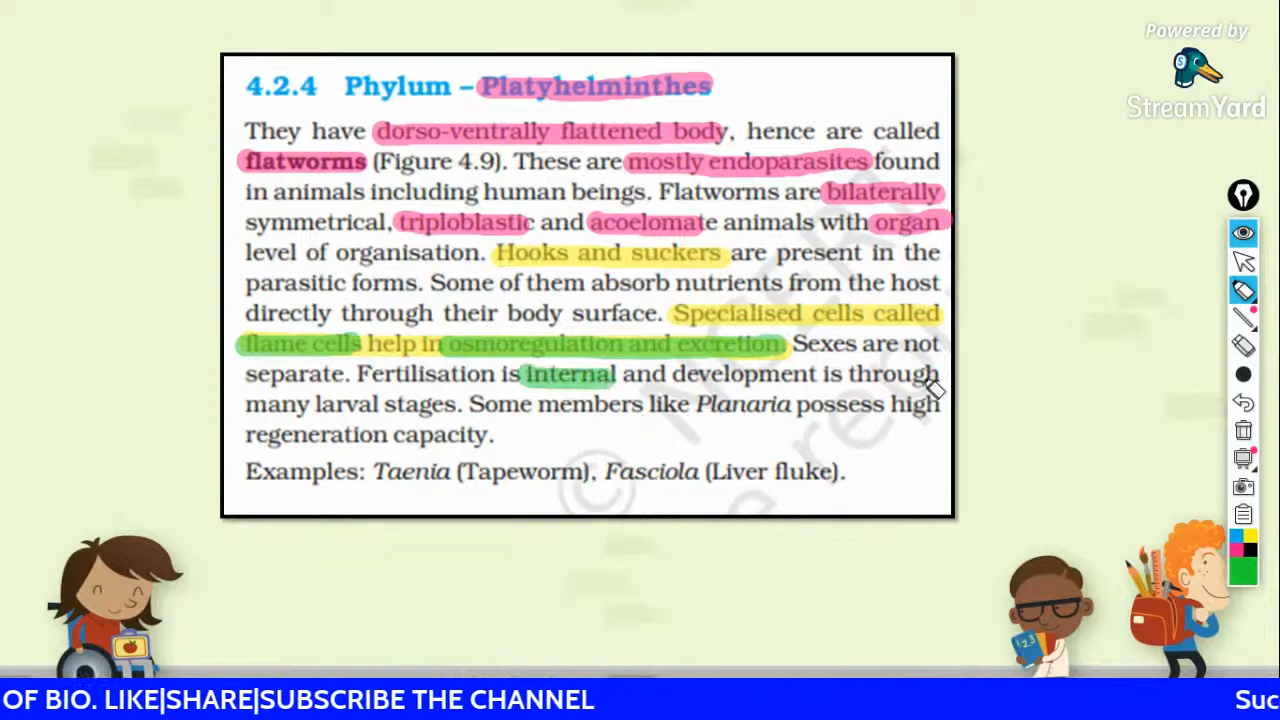 Powered by
StreamYard
4.2.4 Phylum – Platyhelminthes
They have dorso-ventrally flattened body, hence are called
flatworms (Figure 4.9). These are mostly endoparasites found
in animals including human beings. Flatworms are bilaterally
symmetrical, triploblastic and acoelomate animals with organ
level of organisation. Hooks and suckers are present in the
parasitic forms. Some of them absorb nutrients from the host
directly through their body surface. Specialised cells called
flame cells help in osmoregulation and excretion. Sexes are not
separate. Fertilisation is internal and development is through
many larval stages. Some members like Planaria possess high
regeneration capacity.
Examples: Taenia (Tapeworm), Fasciola (Liver fluke).
123
OF BIO. LIKE|SHARE|SUBSCRIBE THE CHANNEL
Suc